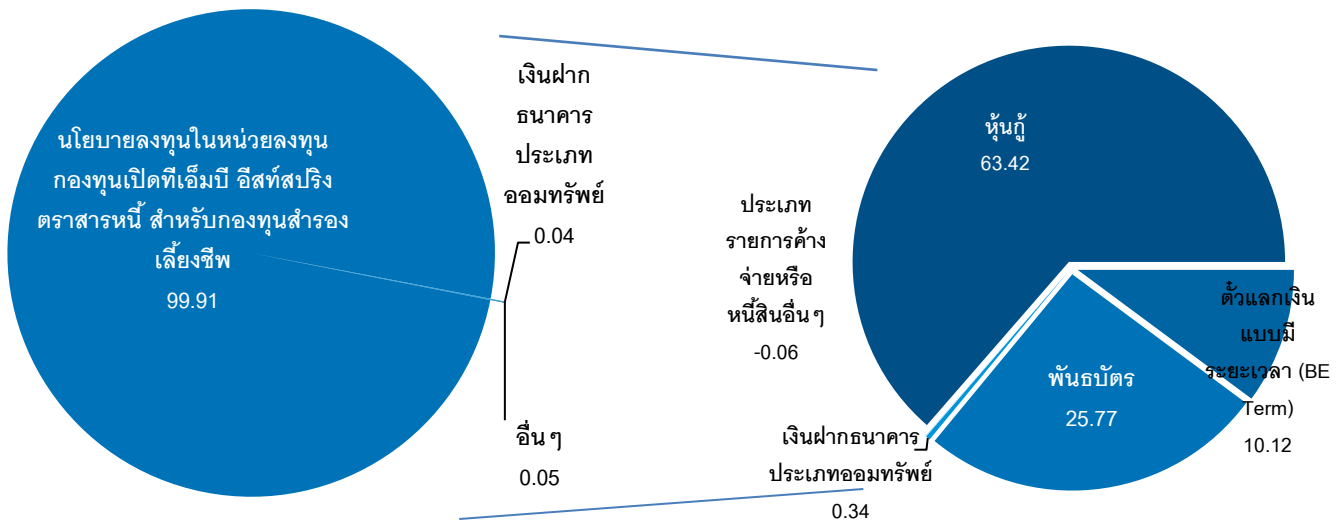 นโยบายลงทุนในหน่วยลงทุน
กองทุนเปิดทีเอ็มบี อีสท์สปริง
ตราสารหนี้ สำหรับกองทุนสำรอง
เลี้ยงชีพ
99.91
เงินฝาก
ธนาคาร
ประเภท
ออมทรัพย์
0.04
อื่นๆ
0.05
หุ้นกู้
63.42
ประเภท
รายการค้าง
จ่ายหรือ
หนี้สินอื่นๆ
-0.06
ตั๋วแลกเงิน
แบบมี
ระยะเวลา (BE
Term)
10.12
พันธบัตร
25.77
เงินฝากธนาคาร
ประเภทออมทรัพย์
0.34